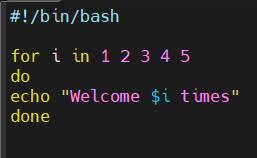 #!/bin/bash

for i in 1 2 3 4 5
do
echo "Welcome $i times"
done